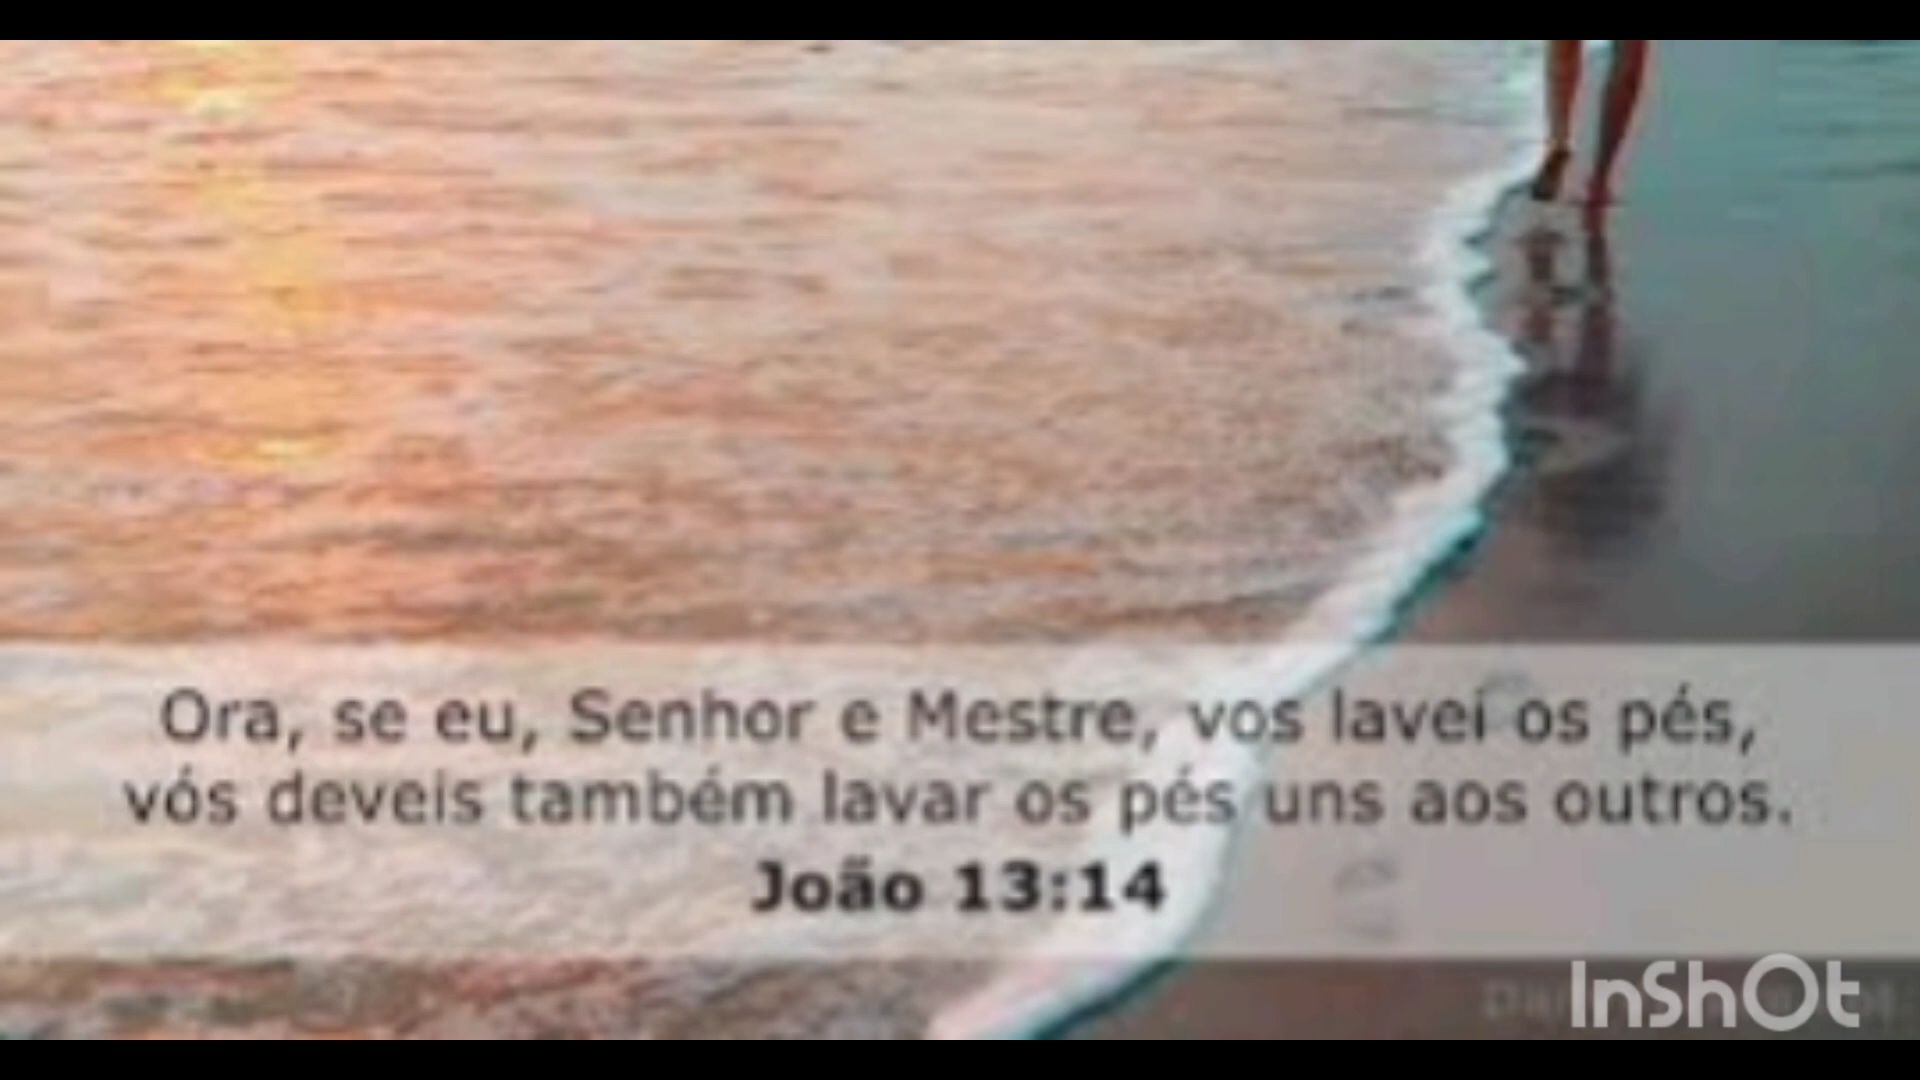 Ora, se eu, Senhor e Mestre, vos lavei os pés,
vós deveis também lavar os pés uns aos outros.
João 13:14
InShOt